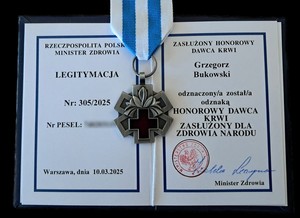 RZECZPOSPOLITA POLSKA
MINISTER ZDROWIA
LEGITYMACJA
Nr: 305/2025
Nr PESEL:
Warszawa, dnia 10.03.2025
ZASŁUŻONY HONOROWY
DAWCA KRWI
Grzegorz
Bukowski
odznaczony/a został/a
odznaką
HONOROWY DAWCA
KRWI
ZASŁUŻONY DLA
ZDROWIA NARODU
Minister Zdrowia